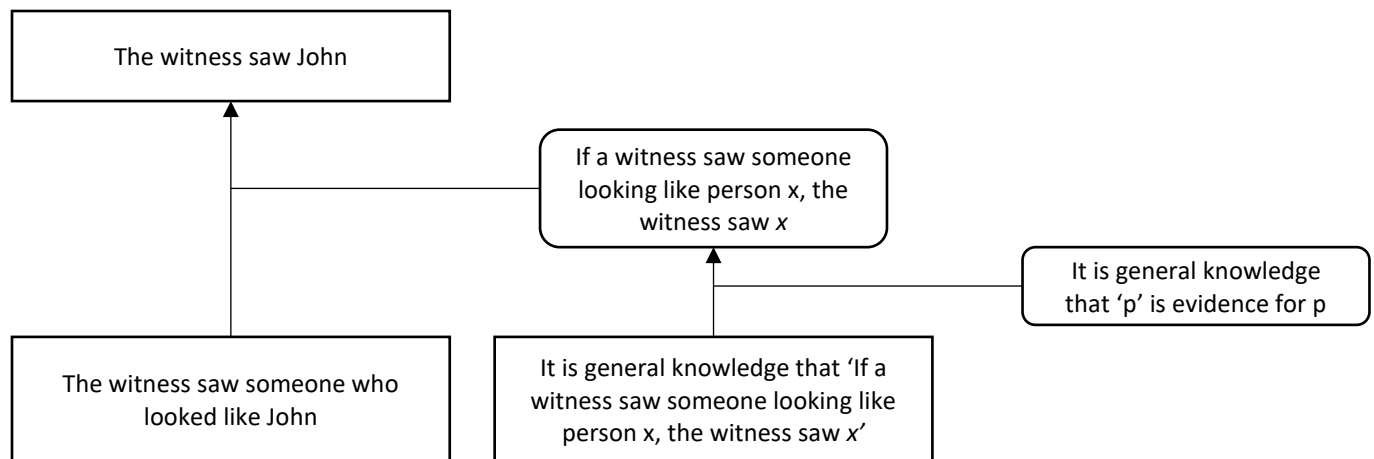 The witness saw John
If a witness saw someone
looking like person x, the
witness saw x
It is general knowledge
that ‘p’ is evidence for p
The witness saw someone who
looked like John
It is general knowledge that ‘If a
witness saw someone looking like
person x, the witness saw x’